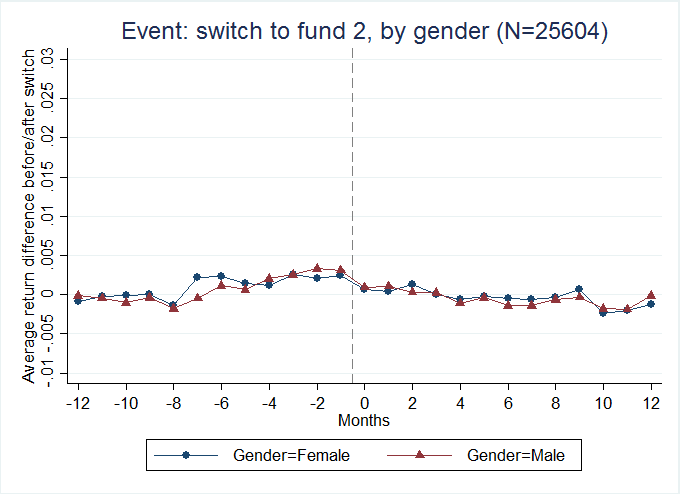 Event: switch to fund 2, by gender (N=25604)
Average return difference before/after switch
.03
.025
.02
.015
.01
.005
0
-.005
-.01
-12 -10 -8 -6 -4 -2 0 2 4 6 8 10 12
Months
Gender=Female Gender=Male